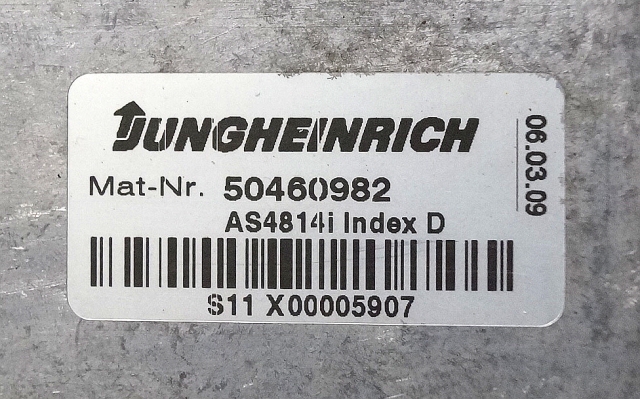 JUNGHEINRICH
Mat-Nr. 50460982
AS4814i Index D
S11 X00005907
06.03.09